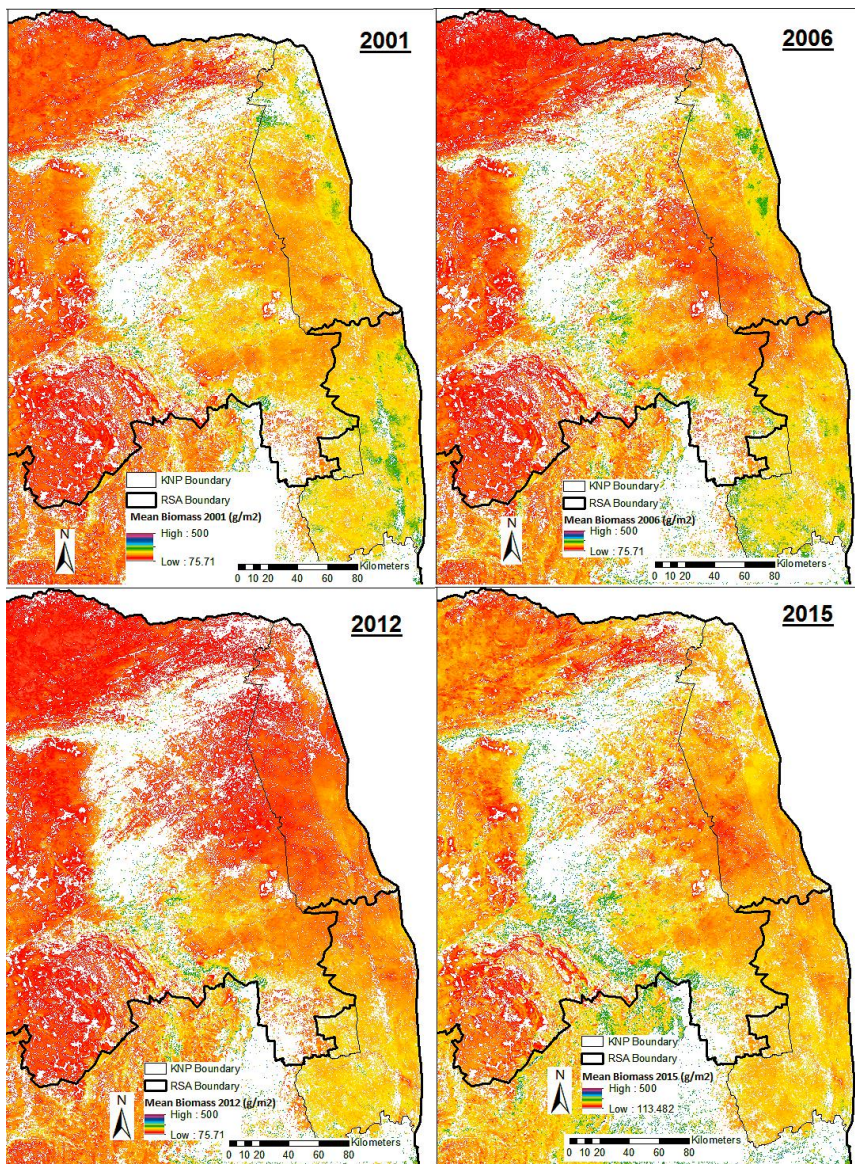 2001
KNP Boundary
RSA Boundary
Mean Biomass 2001 (g/m2)
High : 500
Low : 75.71
N
Kilometers
0 10 20 40 60 80
2006
KNP Boundary
RSA Boundary
Mean Biomass 2006 (g/m2)
High : 500
Low : 75.71
N
Kilometers
0 10 20 40 60 80
2012
KNP Boundary
RSA Boundary
Mean Biomass 2012 (g/m2)
High : 500
Low : 75.71
N
Kilometers
0 10 20 40 60 80
2015
KNP Boundary
RSA Boundary
Mean Biomass 2015 (g/m2)
High : 500
Low : 113.482
N
Kilometers
0 10 20 40 60 80